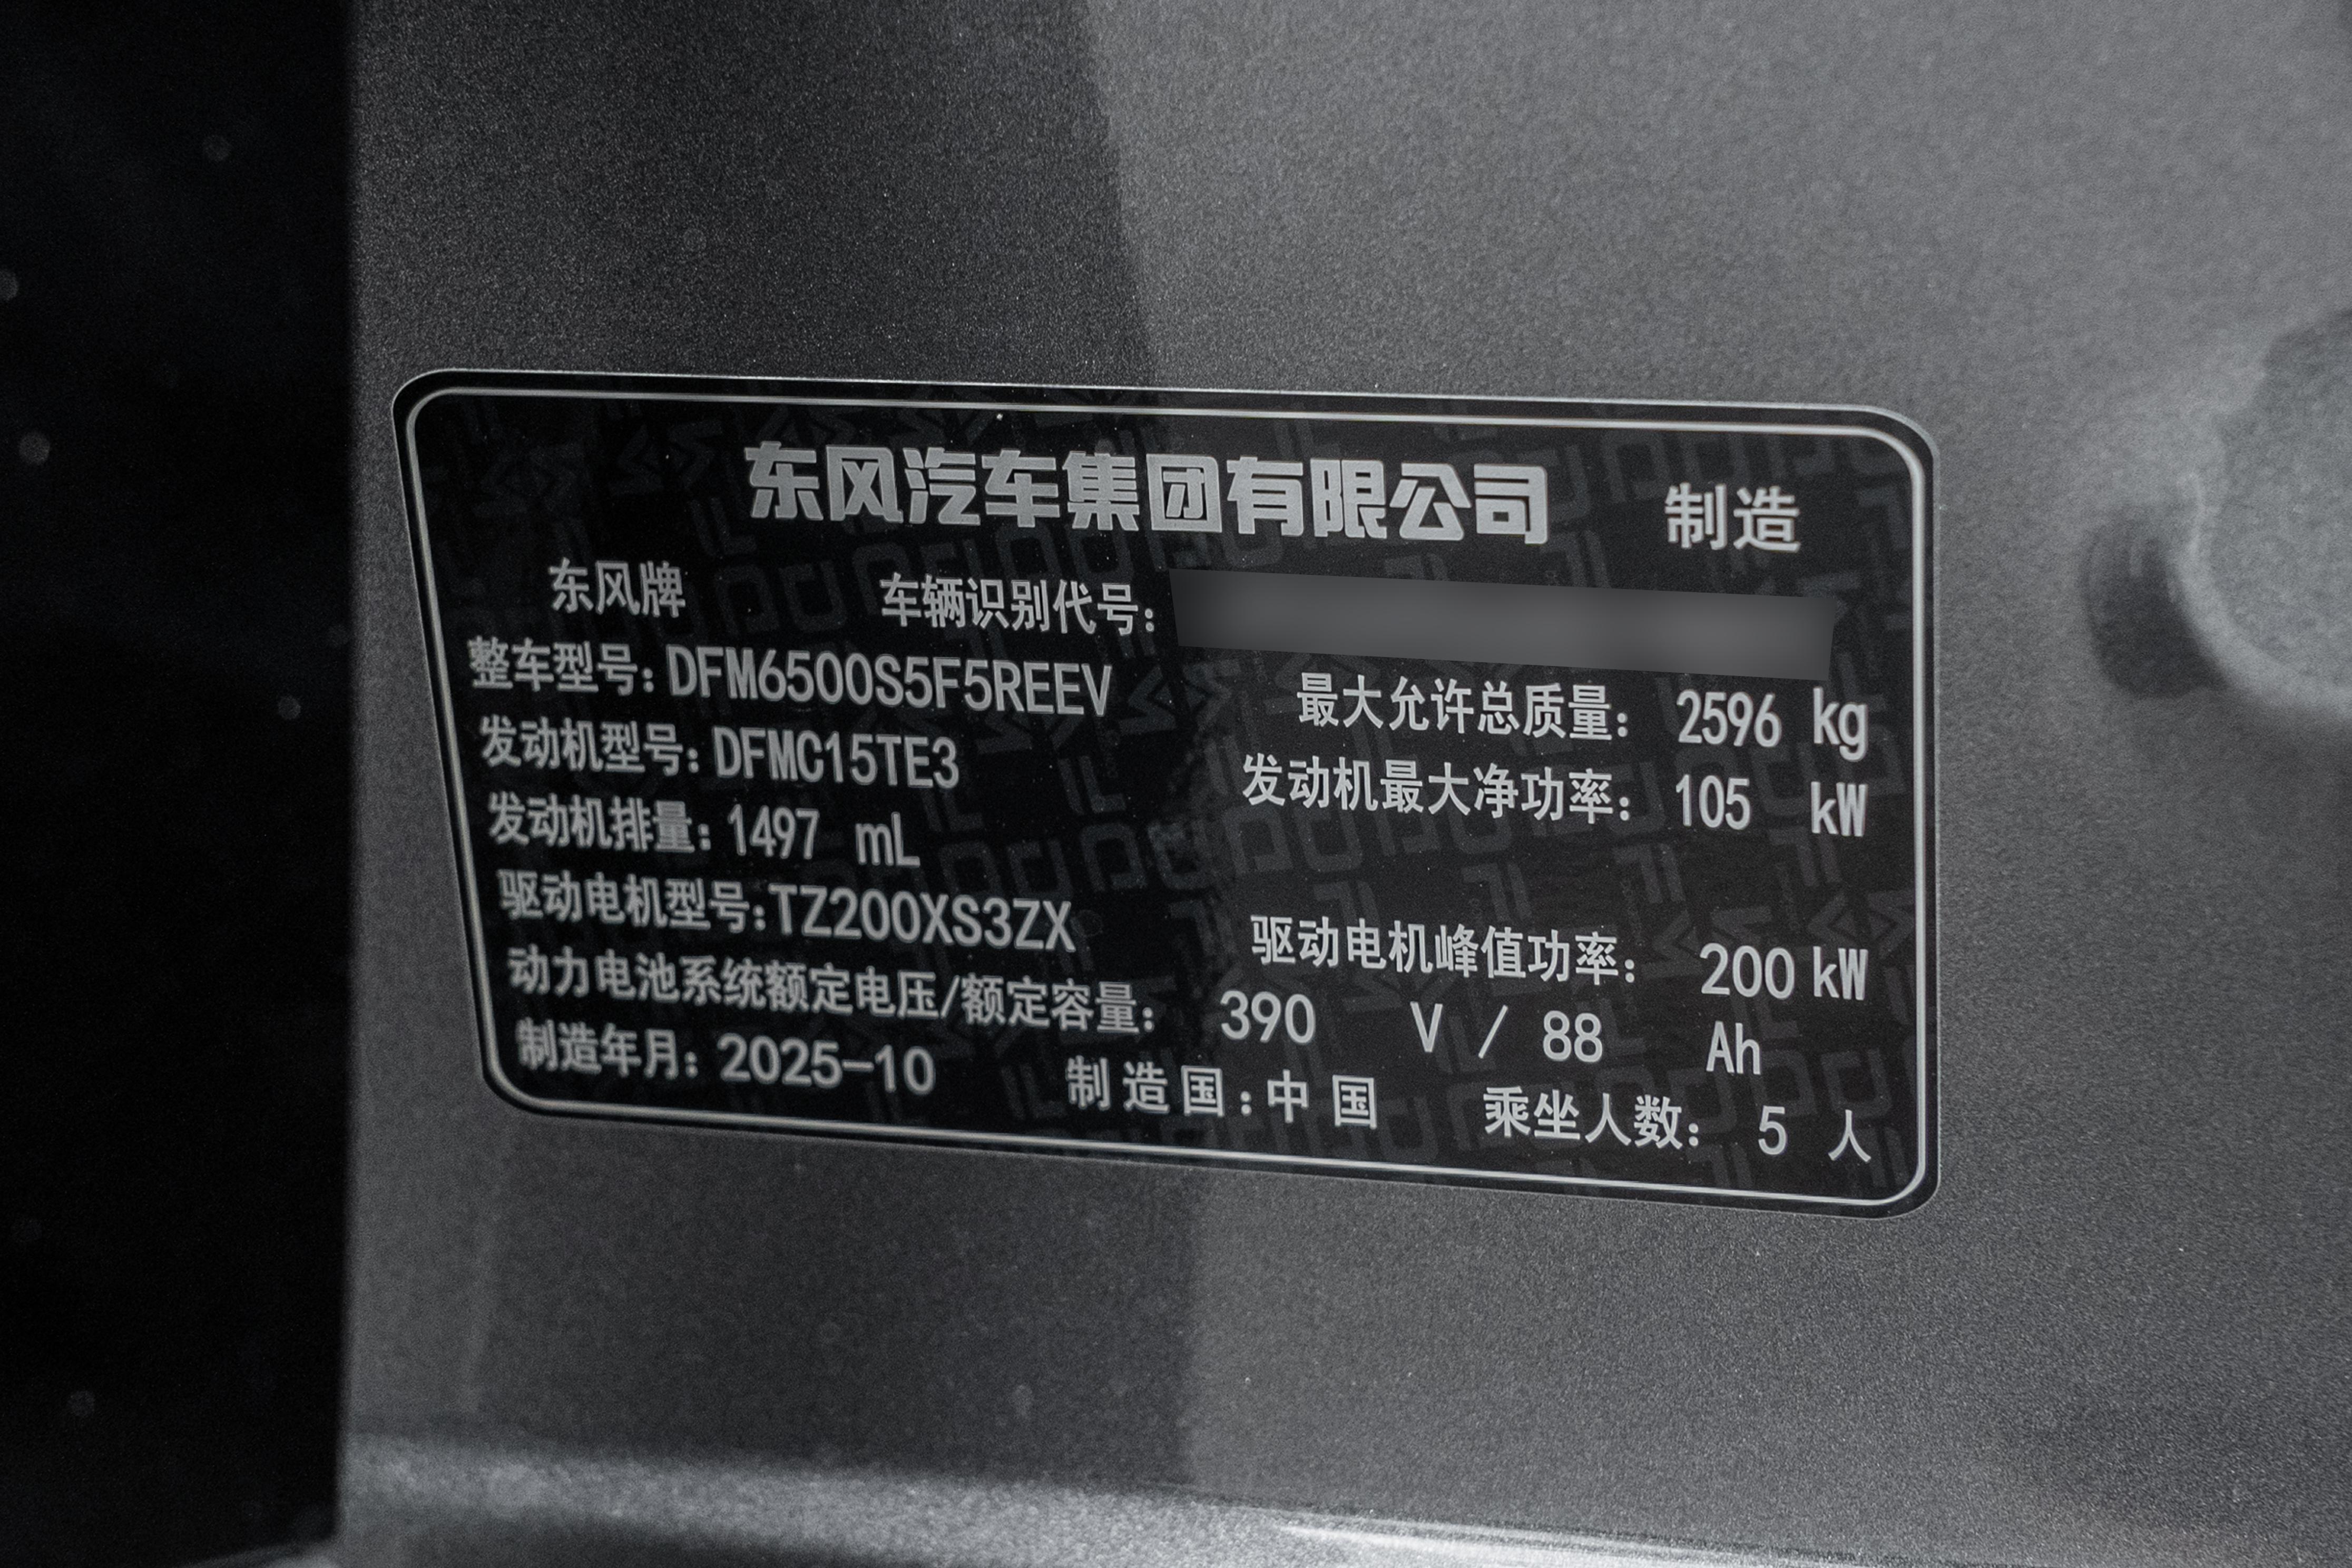 东风汽车集团有限公司 制造
东风牌 车辆识别代号:
整车型号: DFM6500S5F5REEV 最大允许总质量: 2596 kg
发动机型号: DFMC15TE3 发动机最大净功率: 105 kW
发动机排量: 1497 mL
驱动电机型号:TZ200XS3ZX 驱动电机峰值功率: 200 kW
动力电池系统额定电压/额定容量: 390 V / 88 Ah
制造年月: 2025-10 制造国:中国 乘坐人数: 5 人